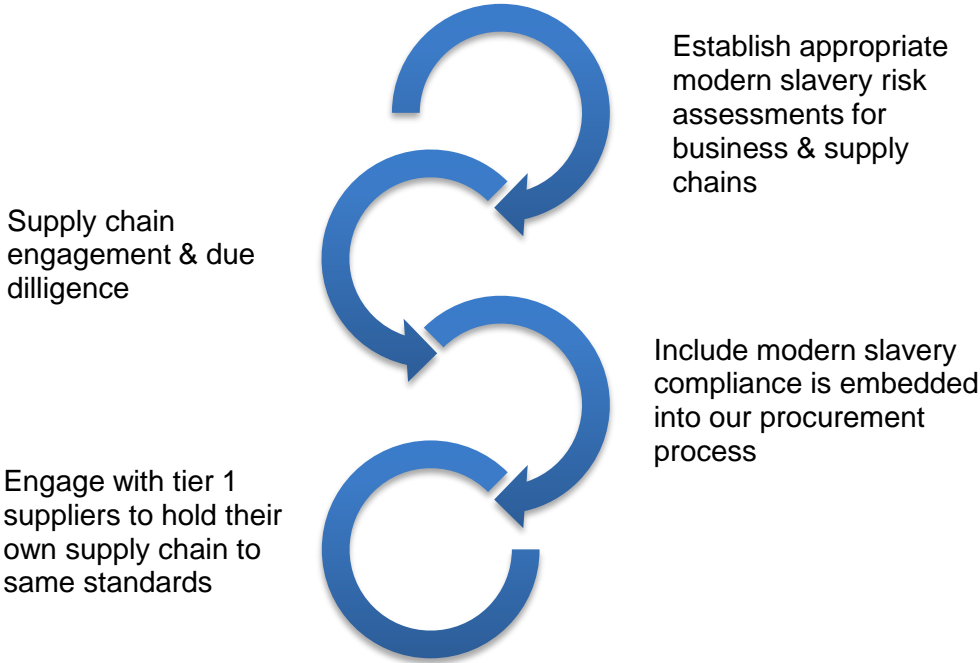 Establish appropriate
modern slavery risk
assessments for
business & supply
chains
Supply chain
engagement & due
dilligence
Include modern slavery
compliance is embedded
into our procurement
process
Engage with tier 1
suppliers to hold their
own supply chain to
same standards